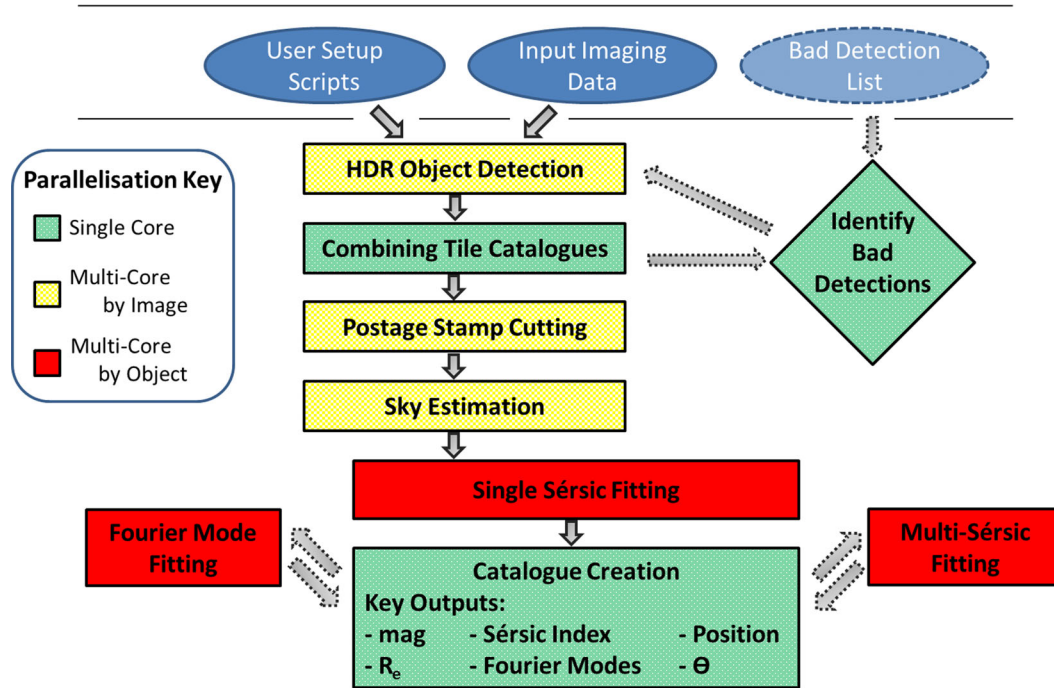 User Setup
Scripts
Input Imaging
Data
Bad Detection
List
Parallelisation Key
Single Core
Multi-Core
by Image
Multi-Core
by Object
HDR Object Detection
Combining Tile Catalogues
Postage Stamp Cutting
Sky Estimation
Identify
Bad
Detections
Single Sérsic Fitting
Fourier Mode
Fitting
Multi-Sérsic
Fitting
Catalogue Creation
Key Outputs:
- mag - Sérsic Index - Position
- Re - Fourier Modes - Ө